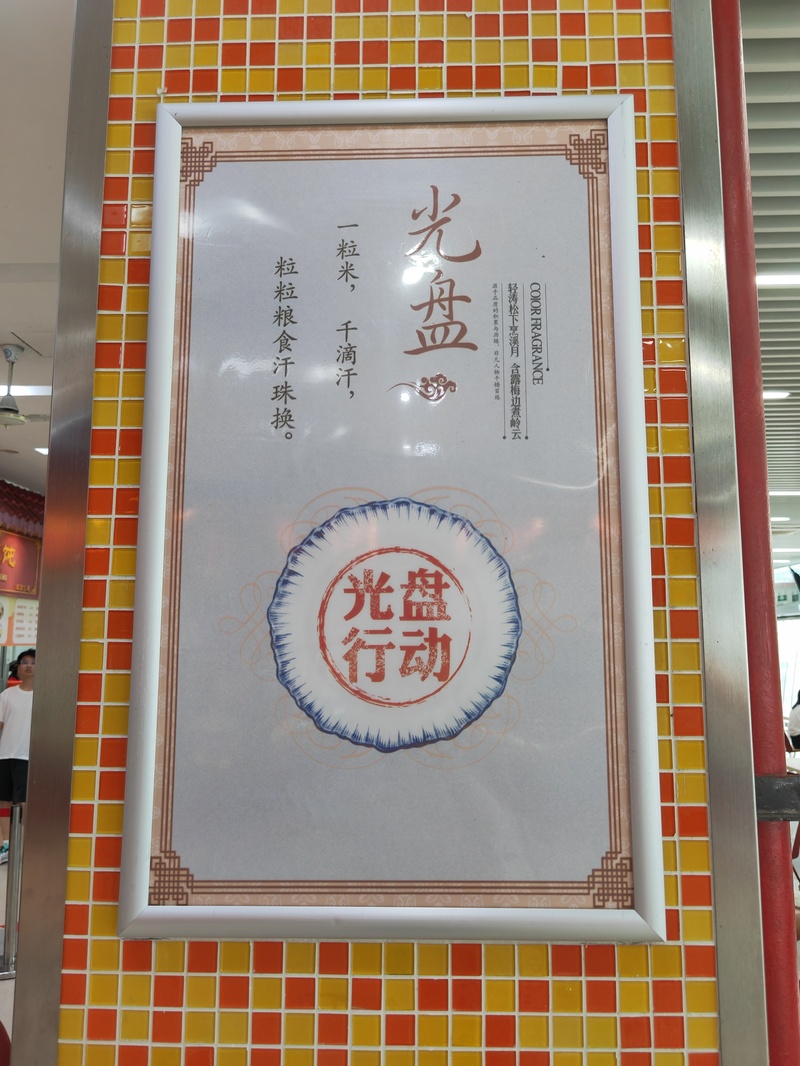 COIOR FRAGRANCE
轻涛松下烹溪月 含露梅边煮岭云
光盘
一粒米，千滴汗，
粒粒粮食汗珠换。
光盘
行动